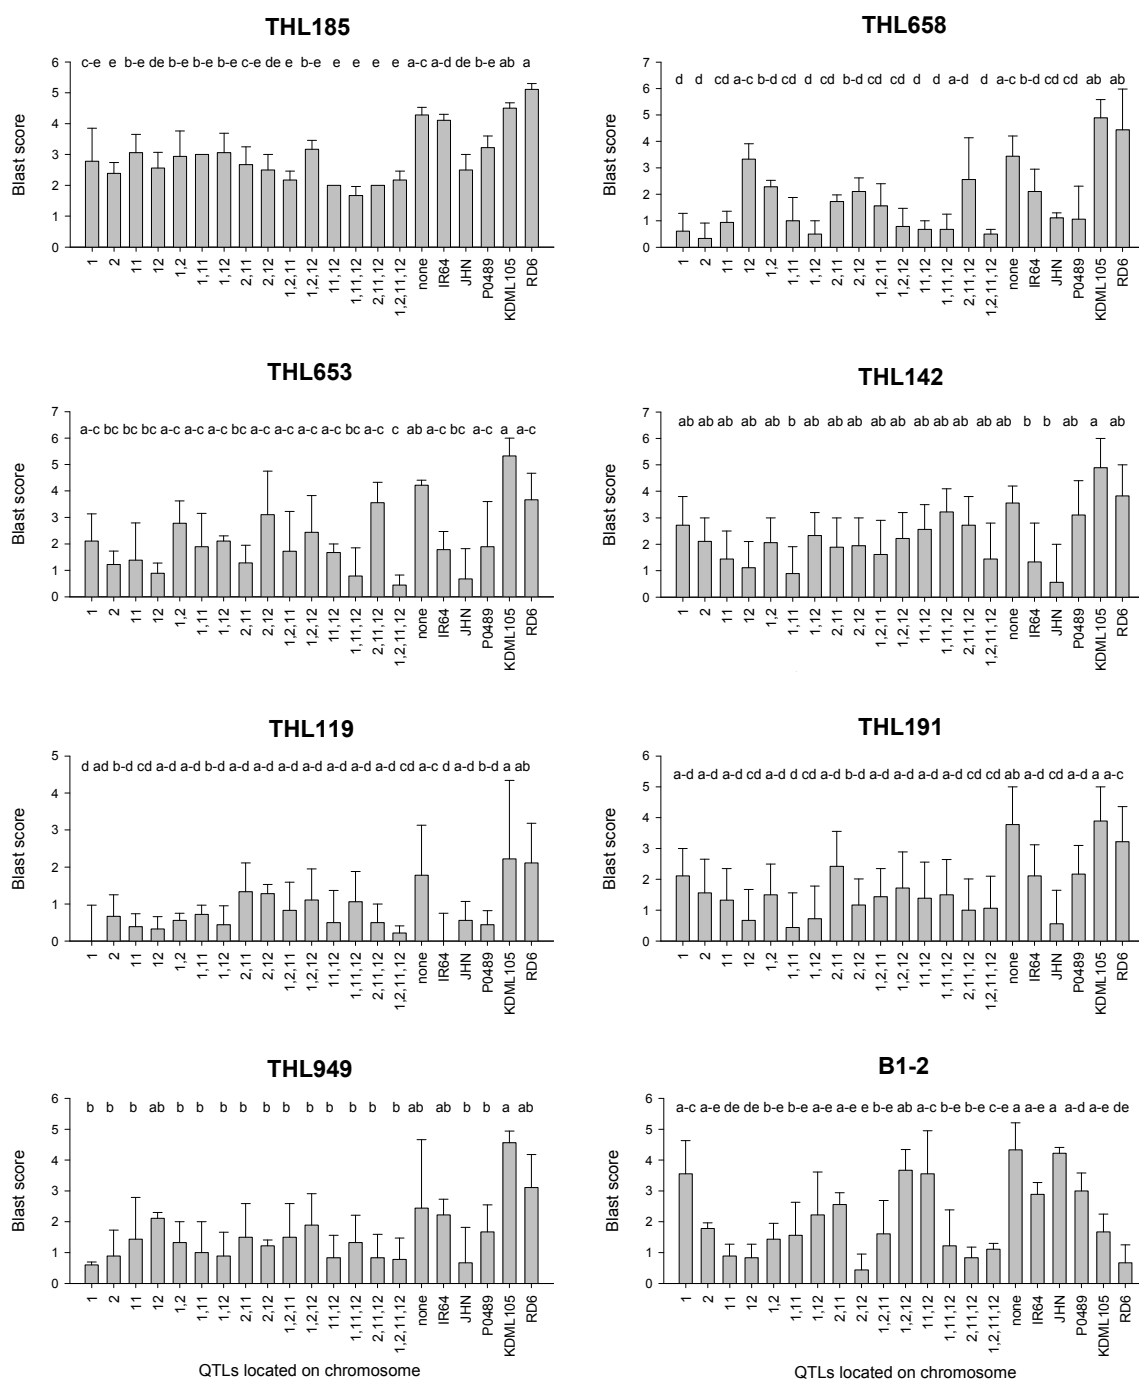 THL185
c-e e b-e de b-e b-e b-e c-e de e b-e e e e e a-c a-d de b-e ab a
6
5
4
3
2
1
0
Blast score
1 2 11 12 1,2 1,11 1,12 2,11 2,12 1,2,11 1,2,12 11,12 1,11,12 2,11,12 1,2,11,12 none IR64 JHN P0489 KDML105 RD6
THL658
d d cd a-c b-d cd d cd b-d cd cd d d a-d d a-c b-d cd cd ab ab
7
6
5
4
3
2
1
0
Blast score
1 2 11 12 1,2 1,11 1,12 2,11 2,12 1,2,11 1,2,12 11,12 1,11,12 2,11,12 1,2,11,12 none IR64 JHN P0489 KDML105 RD6
THL653
a-c bc bc bc a-c a-c a-c bc a-c a-c a-c a-c bc a-c c ab a-c bc a-c a a-c
7
6
5
4
3
2
1
0
Blast score
1 2 11 12 1,2 1,11 1,12 2,11 2,12 1,2,11 1,2,12 11,12 1,11,12 2,11,12 1,2,11,12 none IR64 JHN P0489 KDML105 RD6
THL142
ab ab ab ab ab b ab ab ab ab ab ab ab ab ab ab b b ab a ab
7
6
5
4
3
2
1
0
Blast score
1 2 11 12 1,2 1,11 1,12 2,11 2,12 1,2,11 1,2,12 11,12 1,11,12 2,11,12 1,2,11,12 none IR64 JHN P0489 KDML105 RD6
THL119
d ad b-d cd a-d a-d b-d a-d a-d a-d a-d a-d a-d a-d cd a-c d a-d b-d a ab
5
4
3
2
1
0
Blast score
1 2 11 12 1,2 1,11 1,12 2,11 2,12 1,2,11 1,2,12 11,12 1,11,12 2,11,12 1,2,11,12 none IR64 JHN P0489 KDML105 RD6
THL191
a-d a-d a-d cd a-d d cd a-d b-d a-d a-d a-d a-d cd cd ab a-d cd a-d a a-c
6
5
4
3
2
1
0
Blast score
1 2 11 12 1,2 1,11 1,12 2,11 2,12 1,2,11 1,2,12 11,12 1,11,12 2,11,12 1,2,11,12 none IR64 JHN P0489 KDML105 RD6
THL949
b b b ab b b b b b b b b b b b ab ab b b a ab
6
5
4
3
2
1
0
Blast score
1 2 11 12 1,2 1,11 1,12 2,11 2,12 1,2,11 1,2,12 11,12 1,11,12 2,11,12 1,2,11,12 none IR64 JHN P0489 KDML105 RD6
QTLs located on chromosome
B1-2
a-c a-e de de b-e b-e a-e a-e e b-e ab a-c b-e b-e c-e a a-e a a-d a-e de
6
5
4
3
2
1
0
Blast score
1 2 11 12 1,2 1,11 1,12 2,11 2,12 1,2,11 1,2,12 11,12 1,11,12 2,11,12 1,2,11,12 none IR64 JHN P0489 KDML105 RD6
QTLs located on chromosome